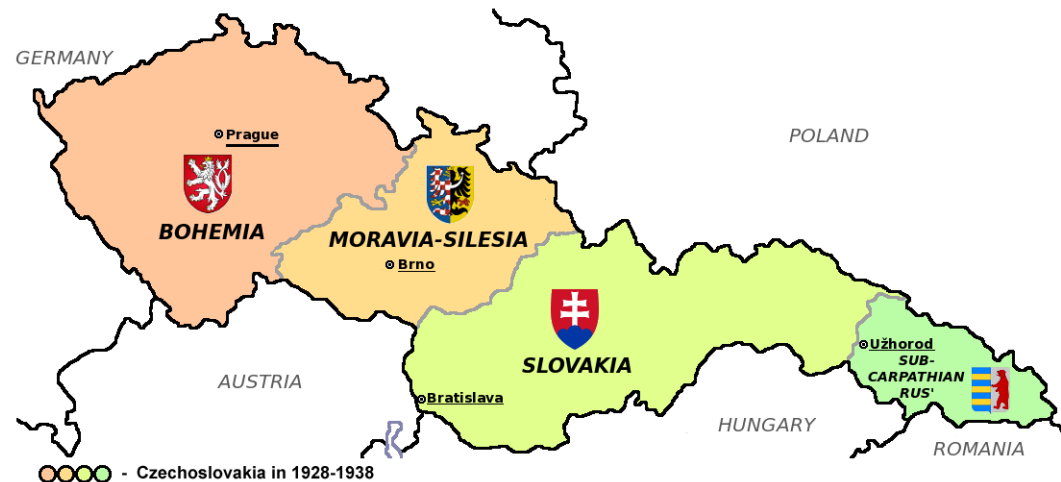 GERMANY
POLAND
Prague
BOHEMIA
MORAVIA-SILESIA
Brno
SLOVAKIA
Užhorod
SUB-
CARPATHIAN
RUS'
AUSTRIA
Bratislava
HUNGARY
ROMANIA
- Czechoslovakia in 1928-1938